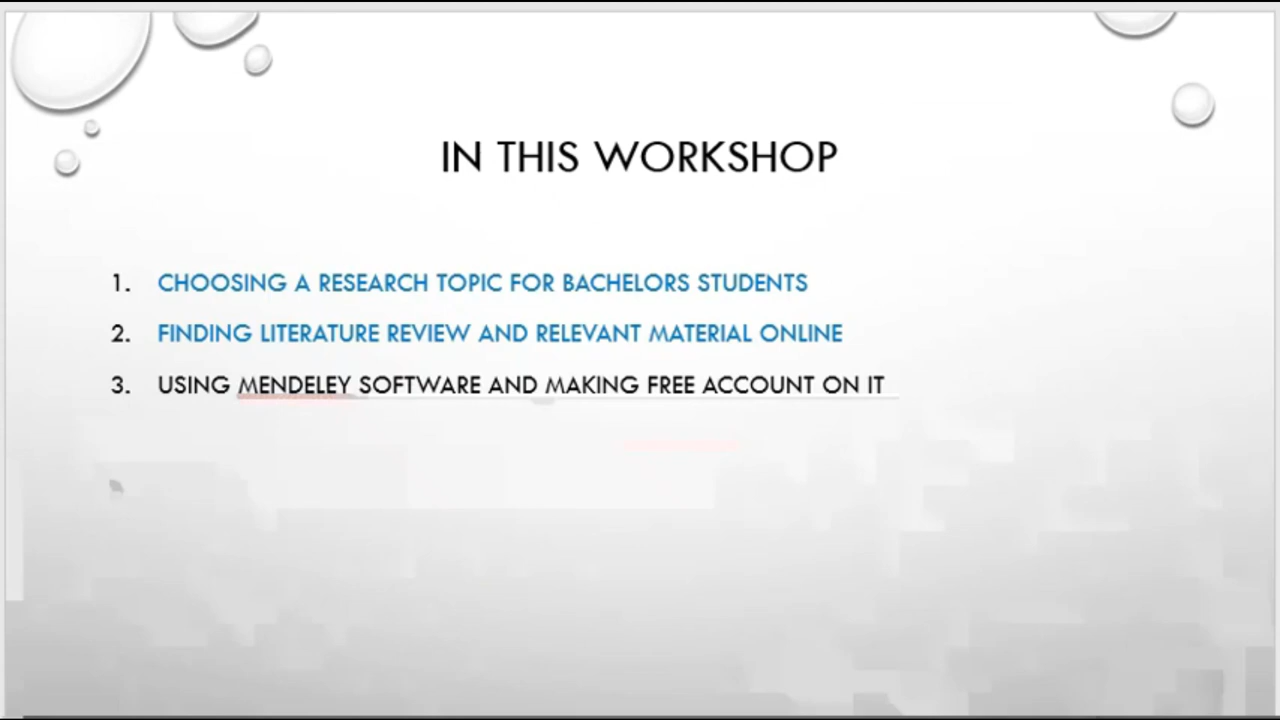 IN THIS WORKSHOP
1. CHOOSING A RESEARCH TOPIC FOR BACHELORS STUDENTS
2. FINDING LITERATURE REVIEW AND RELEVANT MATERIAL ONLINE
3. USING MENDELEY SOFTWARE AND MAKING FREE ACCOUNT ON IT